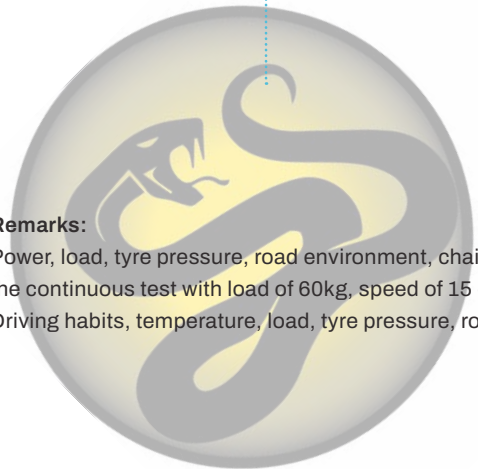 Remarks:
Power, load, tyre pressure, road environment, chai
he continuous test with load of 60kg, speed of 15
Driving habits, temperature, load, tyre pressure, ro